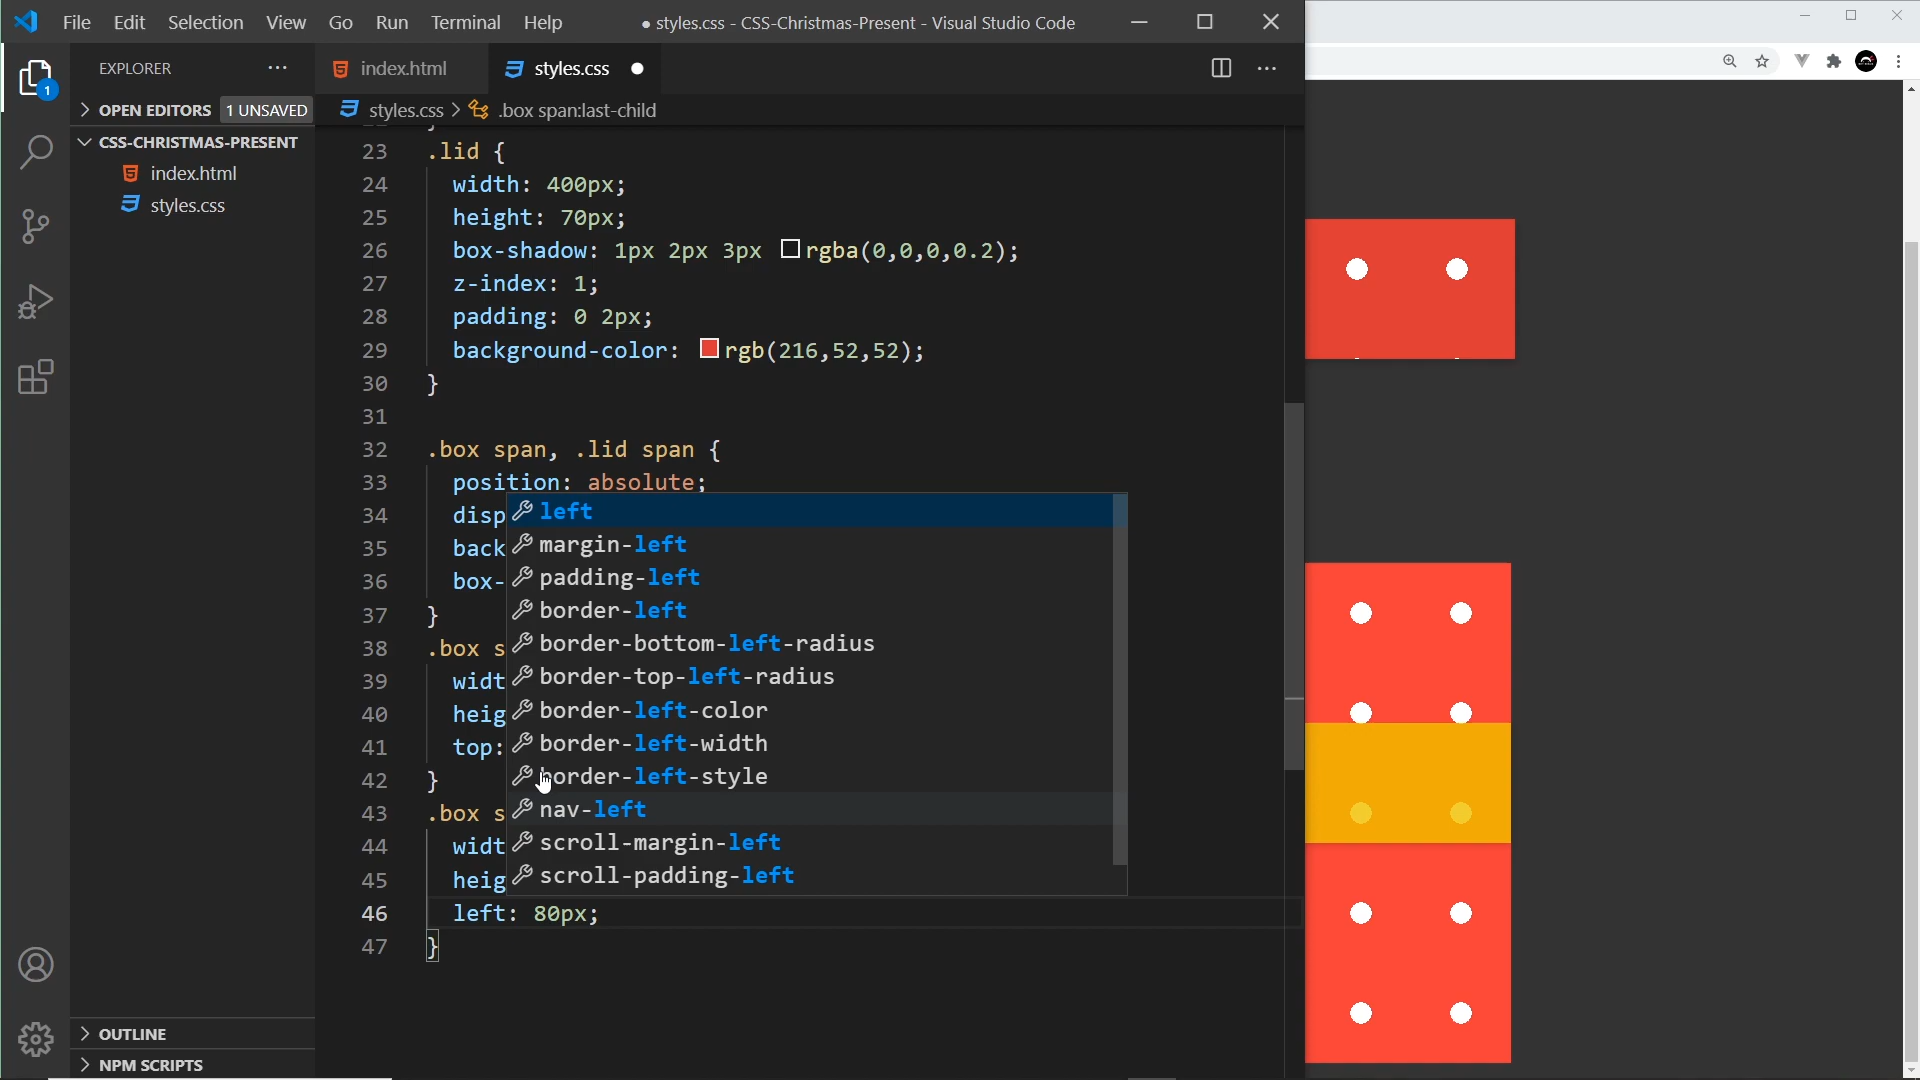 File Edit Selection View Go Run Terminal Help
● styles.css - CSS-Christmas-Present - Visual Studio Code
EXPLORER
1
OPEN EDITORS 1 UNSAVED
CSS-CHRISTMAS-PRESENT
index.html
styles.css
OUTLINE
NPM SCRIPTS
index.html
styles.css
styles.css > .box span:last-child
23 .lid {
24 width: 400px;
25 height: 70px;
26 box-shadow: 1px 2px 3px rgba(0,0,0,0.2);
27 z-index: 1;
28 padding: 0 2px;
29 background-color: rgb(216,52,52);
30 }
31
32 .box span, .lid span {
33 position: absolute;
34 disp
35 back
36 box-
37 }
38 .box s
39 widt
40 heig
41 top:
42 }
43 .box s
44 widt
45 heig
46 left: 80px;
47 }
left
margin-left
padding-left
border-left
border-bottom-left-radius
border-top-left-radius
border-left-color
border-left-width
border-left-style
nav-left
scroll-margin-left
scroll-padding-left